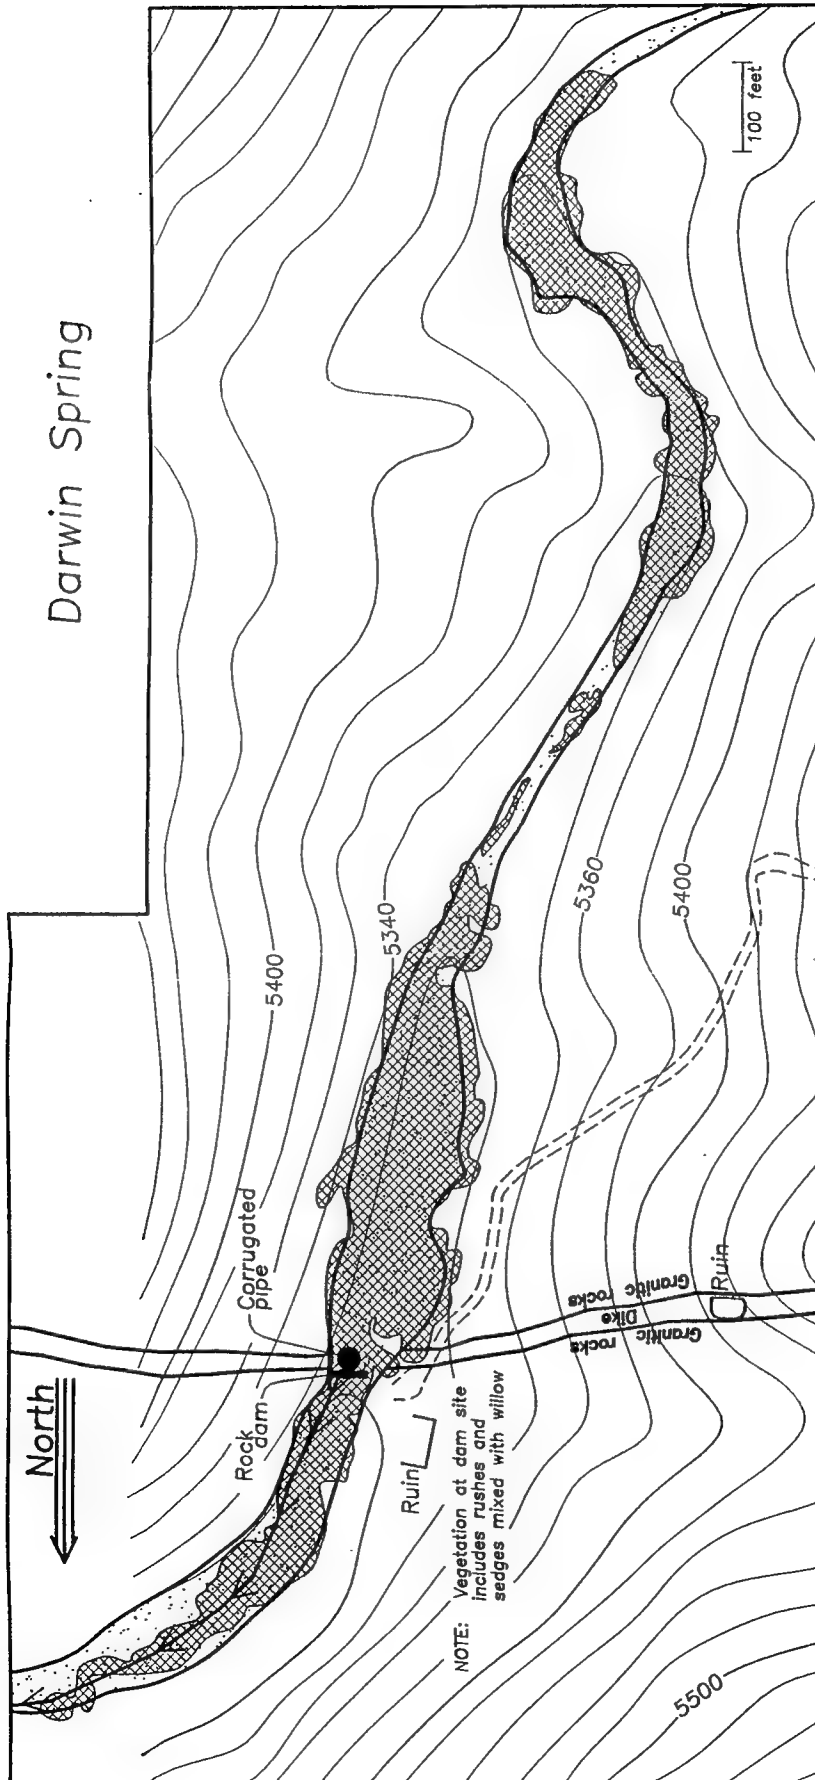 Darwin Spring
100 feet
5360
5400
5340
5400
Corrugated
pipe
Rock
dam
North
Granitic rocks
Dike
Granitic rocks
Ruin
Ruin
NOTE: Vegetation at dam site
includes rushes and
sedges mixed with willow
5500